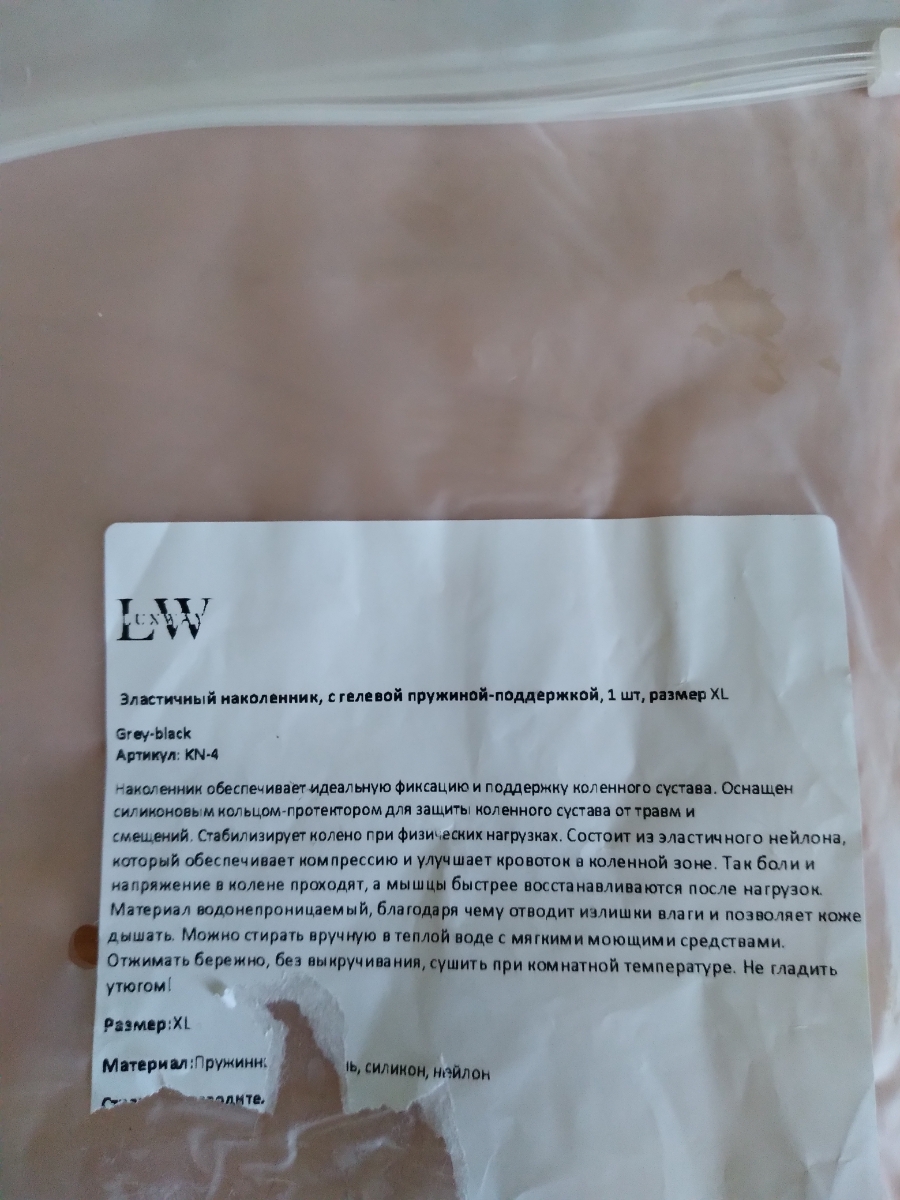 LW
LUXWAY
Эластичный наколенник, с гелевой пружиной-поддержкой, 1 шт, размер XL
Grey-black
Артикул: KN-4
Наколенник обеспечивает идеальную фиксацию и поддержку коленного сустава. Оснащен
силиконовым кольцом-протектором для защиты коленного сустава от травм и
смещений. Стабилизирует колено при физических нагрузках. Состоит из эластичного нейлона,
который обеспечивает компрессию и улучшает кровоток в коленной зоне. Так боли и
напряжение в колене проходят, а мышцы быстрее восстанавливаются после нагрузок.
Материал водонепроницаемый, благодаря чему отводит излишки влаги и позволяет коже
дышать. Можно стирать вручную в теплой воде с мягкими моющими средствами.
Отжимать бережно, без выкручивания, сушить при комнатной температуре. Не гладить
утюгом!
Размер:XL
Материал: силикон, нейлон